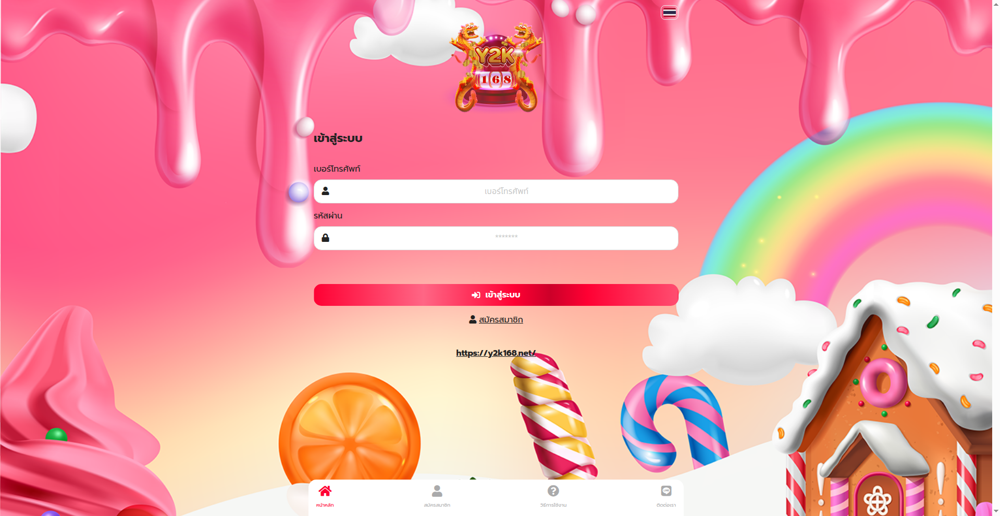 Y2K
168
เข้าสู่ระบบ
เบอร์โทรศัพท์
เบอร์โทรศัพท์
รหัสผ่าน
*******
เข้าสู่ระบบ
สมัครสมาชิก
https://y2k168.net/
หน้าหลัก
สมัครสมาชิก
วิธีการใช้งาน
LINE
ติดต่อเรา